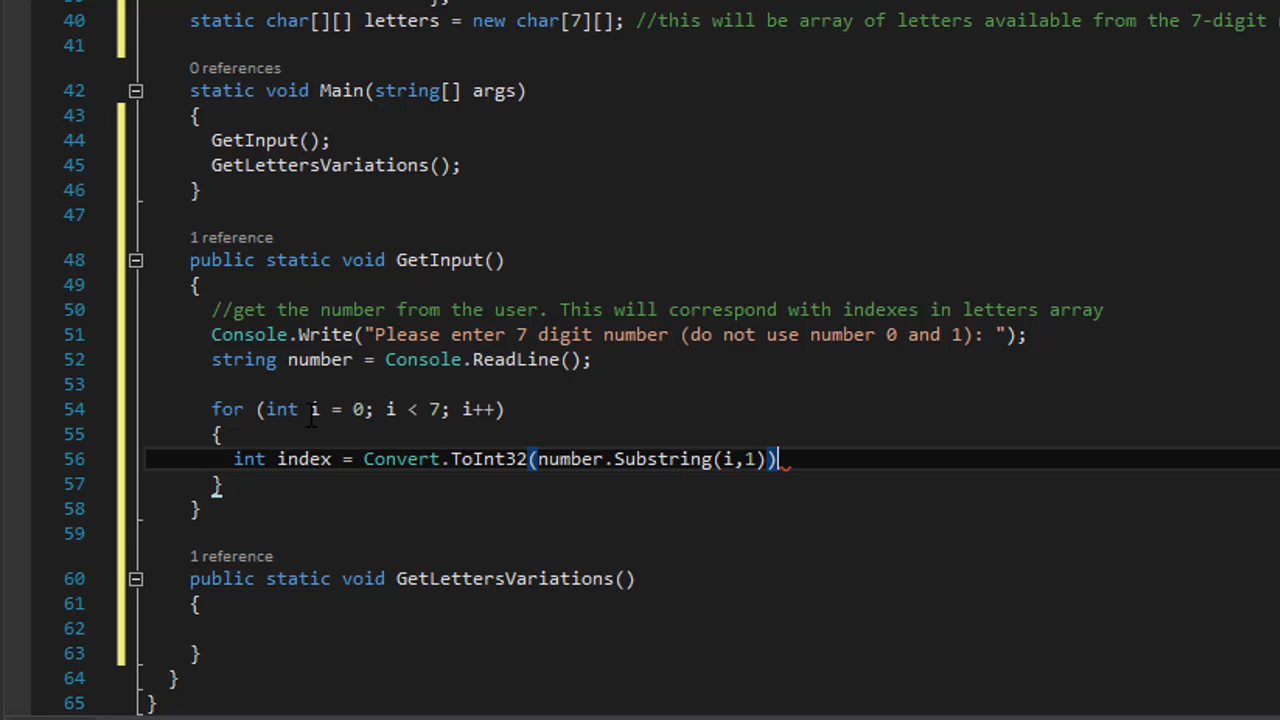 40 static char[][] letters = new char[7][]; //this will be array of letters available from the 7-digit
41
0 references
42 static void Main(string[] args)
43 {
44 GetInput();
45 GetLettersVariations();
46 }
47
1 reference
48 public static void GetInput()
49 {
50 //get the number from the user. This will correspond with indexes in letters array
51 Console.Write("Please enter 7 digit number (do not use number 0 and 1): ");
52 string number = Console.ReadLine();
53
54 for (int i = 0; i < 7; i++)
55 {
56 int index = Convert.ToInt32(number.Substring(i,1))
57 }
58 }
59
1 reference
60 public static void GetLettersVariations()
61 {
62
63 }
64 }
65 }